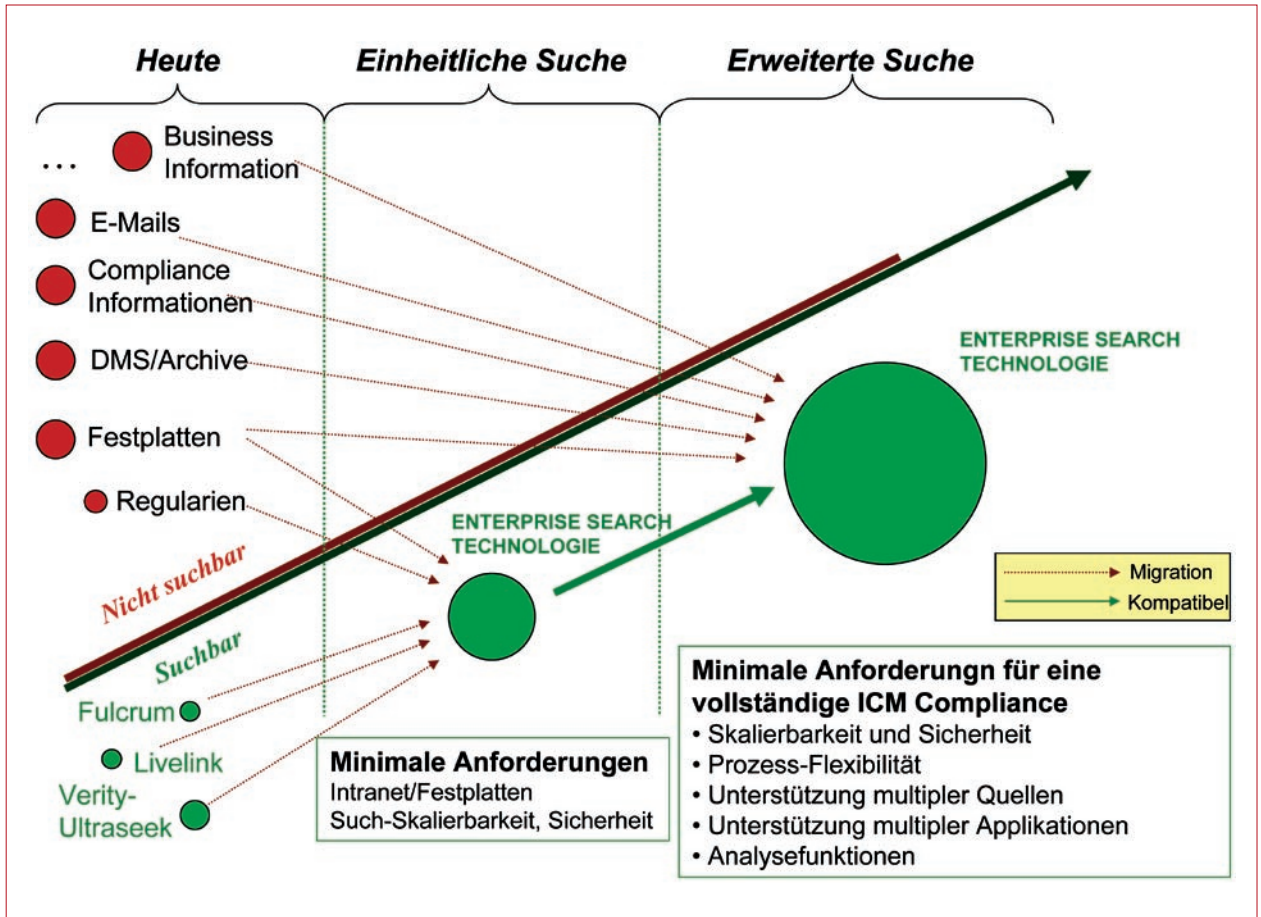 Heute
Einheitliche Suche
Erweiterte Suche
...
Business
Information
E-Mails
Compliance
Informationen
DMS/Archive
Festplatten
Regularien
Nicht suchbar
Suchbar
Fulcrum
Livelink
Verity-
Ultraseek
ENTERPRISE SEARCH
TECHNOLOGIE
ENTERPRISE SEARCH
TECHNOLOGIE
Migration
Kompatibel
Minimale Anforderungen
Intranet/Festplatten
Such-Skalierbarkeit, Sicherheit
Minimale Anforderungn für eine
vollständige ICM Compliance
• Skalierbarkeit und Sicherheit
• Prozess-Flexibilität
• Unterstützung multipler Quellen
• Unterstützung multipler Applikationen
• Analysefunktionen